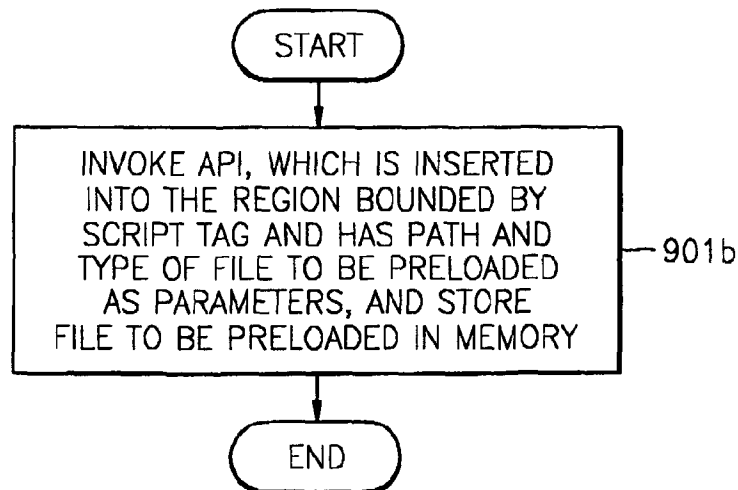 START
INVOKE API, WHICH IS INSERTED
INTO THE REGION BOUNDED BY
SCRIPT TAG AND HAS PATH AND
TYPE OF FILE TO BE PRELOADED
AS PARAMETERS, AND STORE
FILE TO BE PRELOADED IN MEMORY
901b
END